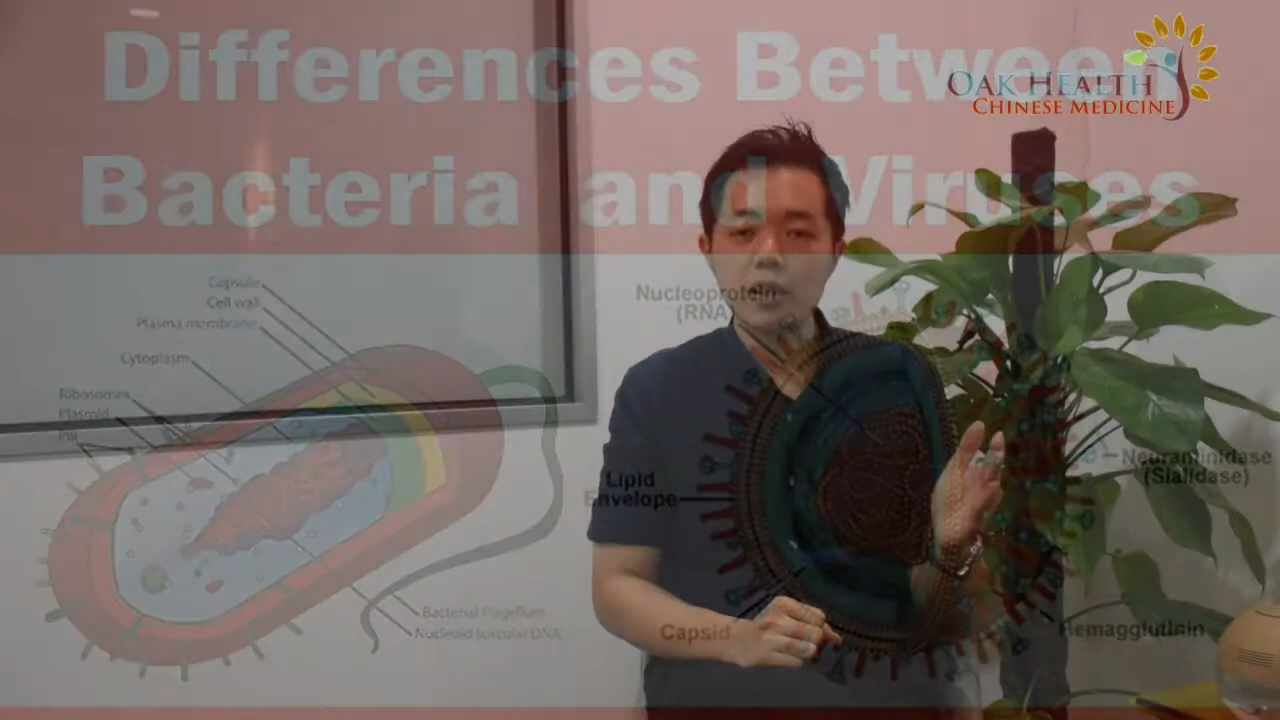 Differences Between
Bacteria and Viruses
OAK HEALTH
CHINESE MEDICINE
Capsule
Cell wall
Plasma membrane
Cytoplasm
Ribosomes
Plasmid
Pili
Bacterial Flagellum
Nucleoid (circular DNA
Nucleoprotein
(RNA)
Lipid
Envelope
Capsid
Neuraminidase
(Sialidase)
Hemagglutinin